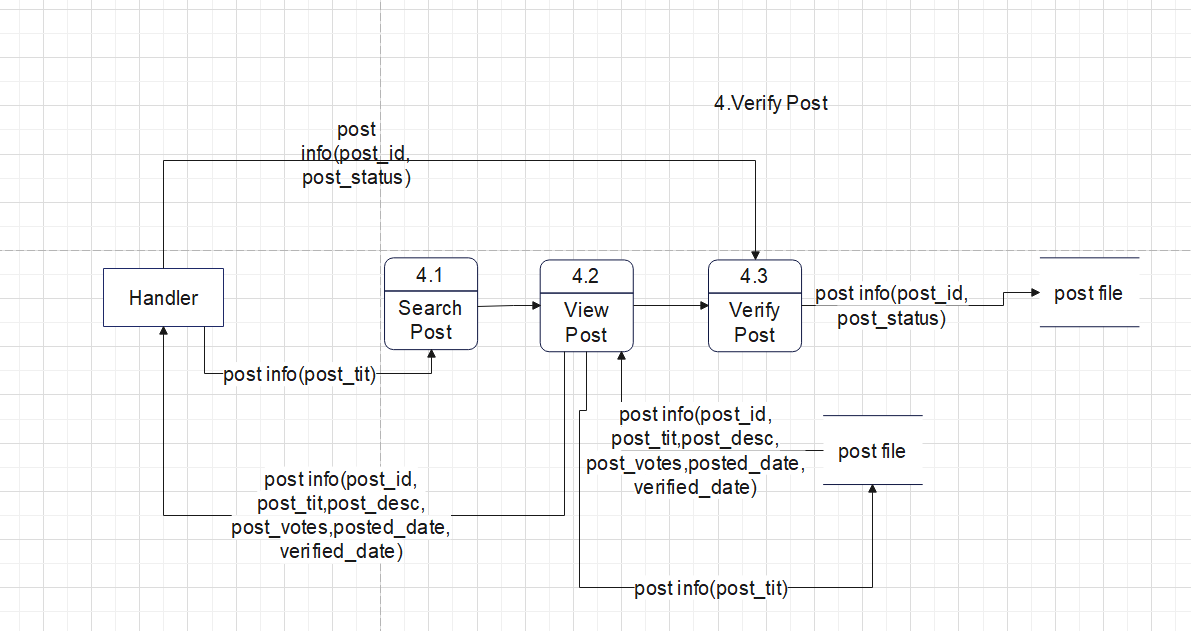 4.Verify Post
post
info(post_id,
post_status)
Handler
4.1
Search
Post
4.2
View
Post
4.3
Verify
Post
post info(post_id,
post_status)
post file
post info(post_tit)
post info(post_id,
post_tit,post_desc,
post_votes,posted_date,
verified_date)
post file
post info(post_id,
post_tit,post_desc,
post_votes,posted_date,
verified_date)
post info(post_tit)